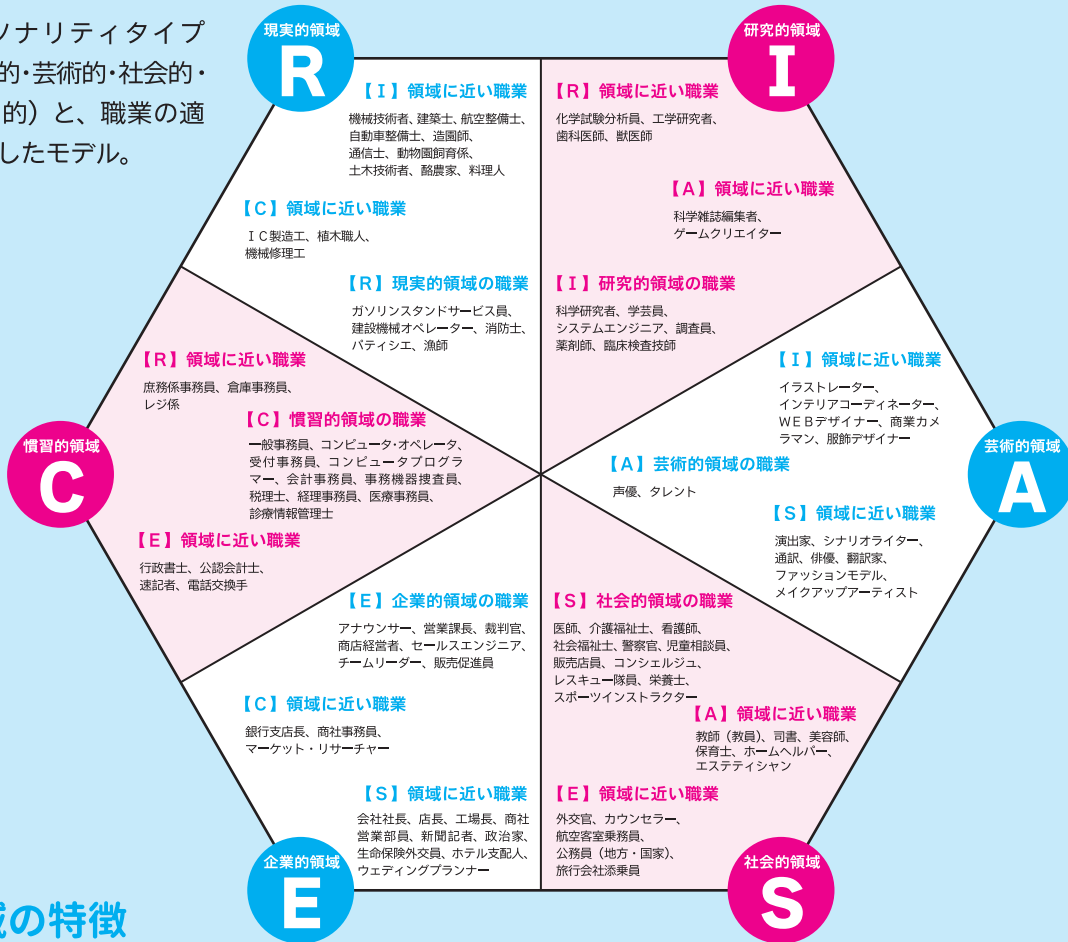 ソナリティタイプ
的・芸術的・社会的・
的）と、職業の適
したモデル。
現実的領域
R
研究的領域
I
【I】領域に近い職業
機械技術者、建築士、航空整備士、
自動車整備士、造園師、
通信士、動物園飼育係、
土木技術者、酪農家、料理人
【C】領域に近い職業
ＩＣ製造工、植木職人、
機械修理工
【R】現実的領域の職業
ガソリンスタンドサービス員、
建設機械オペレーター、消防士、
パティシエ、漁師
【R】領域に近い職業
化学試験分析員、工学研究者、
歯科医師、獣医師
【A】領域に近い職業
科学雑誌編集者、
ゲームクリエイター
【I】研究的領域の職業
科学研究者、学芸員、
システムエンジニア、調査員、
薬剤師、臨床検査技師
【R】領域に近い職業
庶務係事務員、倉庫事務員、
レジ係
【C】慣習的領域の職業
一般事務員、コンピュータ・オペレータ、
受付事務員、コンピュータプログラ
マー、会計事務員、事務機器捜査員、
税理士、経理事務員、医療事務員、
診療情報管理士
【E】領域に近い職業
行政書士、公認会計士、
速記者、電話交換手
慣習的領域
C
【I】領域に近い職業
イラストレーター、
インテリアコーディネーター、
ＷＥＢデザイナー、商業カメ
ラマン、服飾デザイナー
【A】芸術的領域の職業
声優、タレント
【S】領域に近い職業
演出家、シナリオライター、
通訳、俳優、翻訳家、
ファッションモデル、
メイクアップアーティスト
芸術的領域
A
【E】企業的領域の職業
アナウンサー、営業課長、裁判官、
商店経営者、セールスエンジニア、
チームリーダー、販売促進員
【C】領域に近い職業
銀行支店長、商社事務員、
マーケット・リサーチャー
【S】領域に近い職業
会社社長、店長、工場長、商社
営業部員、新聞記者、政治家、
生命保険外交員、ホテル支配人、
ウェディングプランナー
【S】社会的領域の職業
医師、介護福祉士、看護師、
社会福祉士、警察官、児童相談員、
販売店員、コンシェルジュ、
レスキュー隊員、栄養士、
スポーツインストラクター
【A】領域に近い職業
教師（教員）、司書、美容師、
保育士、ホームヘルパー、
エステティシャン
【E】領域に近い職業
外交官、カウンセラー、
航空客室乗務員、
公務員（地方・国家）、
旅行会社添乗員
企業的領域
E
社会的領域
S
域の特徴